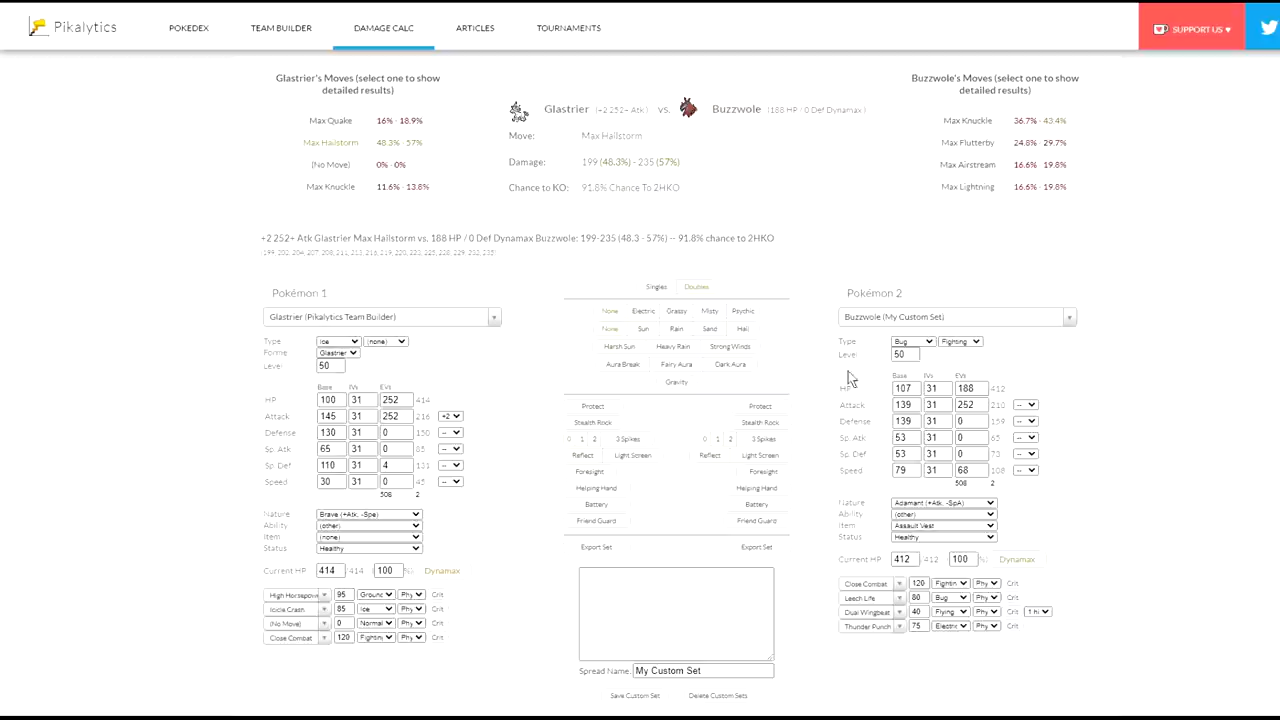 Pikalytics
POKEDEX TEAM BUILDER DAMAGE CALC ARTICLES TOURNAMENTS SUPPORT US ♥
Glastrier's Moves (select one to show detailed results)
Max Quake 16% - 18.9%
Max Hailstorm 48.3% - 57%
(No Move) 0% - 0%
Max Knuckle 11.6% - 13.8%
Glastrier (+2 252+ Atk) vs. Buzzwole (188 HP / 0 Def Dynamax )
Move: Max Hailstorm
Damage: 199 (48.3%) - 235 (57%)
Chance to KO: 91.8% Chance To 2HKO
Buzzwole's Moves (select one to show detailed results)
Max Knuckle 36.7% - 43.4%
Max Flutterby 24.8% - 29.7%
Max Airstream 16.6% - 19.8%
Max Lightning 16.6% - 19.8%
+2 252+ Atk Glastrier Max Hailstorm vs. 188 HP / 0 Def Dynamax Buzzwole: 199-235 (48.3 - 57%) -- 91.8% chance to 2HKO
Pokémon 1
Glastrier (Pikalytics Team Builder)
Type Ice (none)
Forme Glastrier
Level 50
Base IVs EVs
HP 100 31 252 414
Attack 145 31 252 216 +2
Defense 130 31 0 150 --
Sp. Atk 65 31 0 85 --
Sp. Def 110 31 4 131 --
Speed 30 31 0 45 --
508 2
Nature Brave (+Atk, -Spe)
Ability (other)
Item (none)
Status Healthy
Current HP 414 /414 ( 100 %) Dynamax
High Horsepow 95 Ground Phy Crit
Icicle Crash 85 Ice Phy Crit
(No Move) 0 Normal Phy Crit
Close Combat 120 Fighting Phy Crit
Singles Doubles
None Electric Grassy Misty Psychic
None Sun Rain Sand Hail
Harsh Sun Heavy Rain Strong Winds
Aura Break Fairy Aura Dark Aura
Gravity
Protect Protect
Stealth Rock Stealth Rock
0 1 2 3 Spikes 0 1 2 3 Spikes
Reflect Light Screen Reflect Light Screen
Foresight Foresight
Helping Hand Helping Hand
Battery Battery
Friend Guard Friend Guard
Export Set Export Set
Spread Name: My Custom Set
Save Custom Set Delete Custom Sets
Pokémon 2
Buzzwole (My Custom Set)
Type Bug Fighting
Level 50
Base IVs EVs
HP 107 31 188 412
Attack 139 31 252 210 --
Defense 139 31 0 159 --
Sp. Atk 53 31 0 65 --
Sp. Def 53 31 0 73 --
Speed 79 31 68 108 --
508 2
Nature Adamant (+Atk, -SpA)
Ability (other)
Item Assault Vest
Status Healthy
Current HP 412 /412 ( 100 %) Dynamax
Close Combat 120 Fightin Phy Crit
Leech Life 80 Bug Phy Crit
Dual Wingbeat 40 Flying Phy Crit 1 hi
Thunder Punch 75 Electric Phy Crit